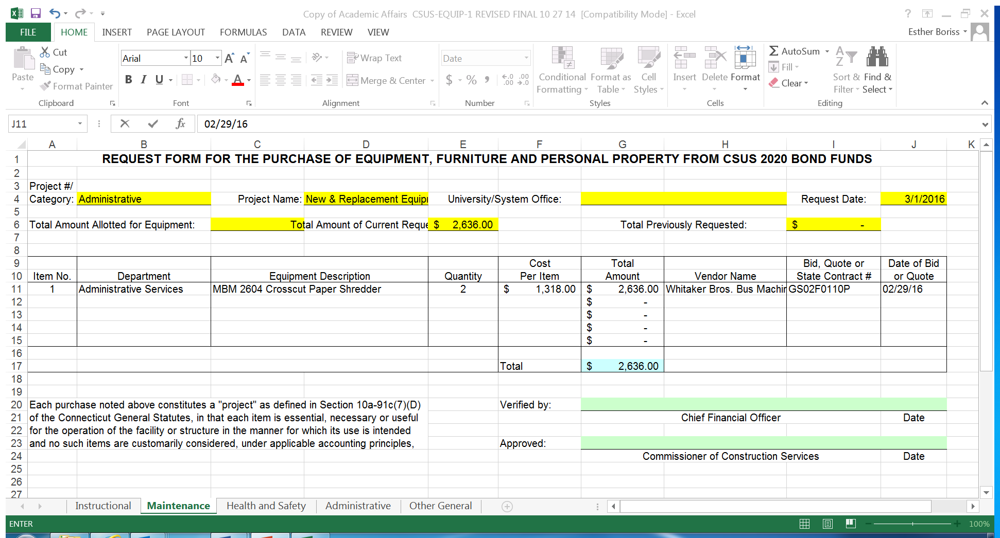 Copy of Academic Affairs  CSUS-EQUIP-1 REVISED FINAL 10 27 14  [Compatibility Mode] - Excel
?
FILE HOME INSERT PAGE LAYOUT FORMULAS DATA REVIEW VIEW Esther Boriss
Paste Cut Copy Format Painter
Arial 10 A A
B I U A
Wrap Text
Merge & Center
Date
$ % , .0 .00 .00 .0
Conditional Formatting Format as Table Cell Styles
Insert Delete Format
AutoSum Fill Clear
Sort & Filter Find & Select
Clipboard Font Alignment Number Styles Cells Editing
J11 fx 02/29/16
A B C D E F G H I J K
1 REQUEST FORM FOR THE PURCHASE OF EQUIPMENT, FURNITURE AND PERSONAL PROPERTY FROM CSUS 2020 BOND FUNDS
2
3 Project #/
4 Category: Administrative Project Name: New & Replacement Equip University/System Office: Request Date: 3/1/2016
5
6 Total Amount Allotted for Equipment: Total Amount of Current Reque $ 2,636.00 Total Previously Requested: $ -
7
8
9 Cost Total Bid, Quote or Date of Bid
10 Item No. Department Equipment Description Quantity Per Item Amount Vendor Name State Contract # or Quote
11 1 Administrative Services MBM 2604 Crosscut Paper Shredder 2 $ 1,318.00 $ 2,636.00 Whitaker Bros. Bus Machin GS02F0110P 02/29/16
12 $ -
13 $ -
14 $ -
15 $ -
16
17 Total $ 2,636.00
18
19
20 Each purchase noted above constitutes a "project" as defined in Section 10a-91c(7)(D) Verified by:
21 of the Connecticut General Statutes, in that each item is essential, necessary or useful Chief Financial Officer Date
22 for the operation of the facility or structure in the manner for which its use is intended
23 and no such items are customarily considered, under applicable accounting principles, Approved:
24 Commissioner of Construction Services Date
25
26
27
Instructional Maintenance Health and Safety Administrative Other General
ENTER 100%